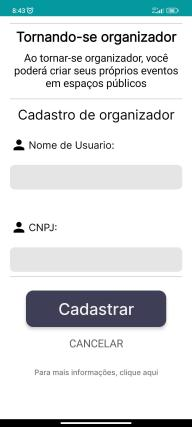 8:43
Tornando-se organizador
Ao tornar-se organizador, você
poderá criar seus próprios eventos
em espaços públicos
Cadastro de organizador
Nome de Usuario:
CNPJ:
Cadastrar
CANCELAR
Para mais informações, clique aqui